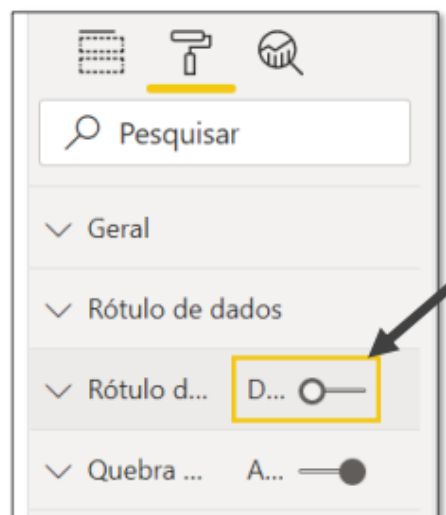 Pesquisar
Geral
Rótulo de dados
Rótulo d... D...
Quebra ... A...